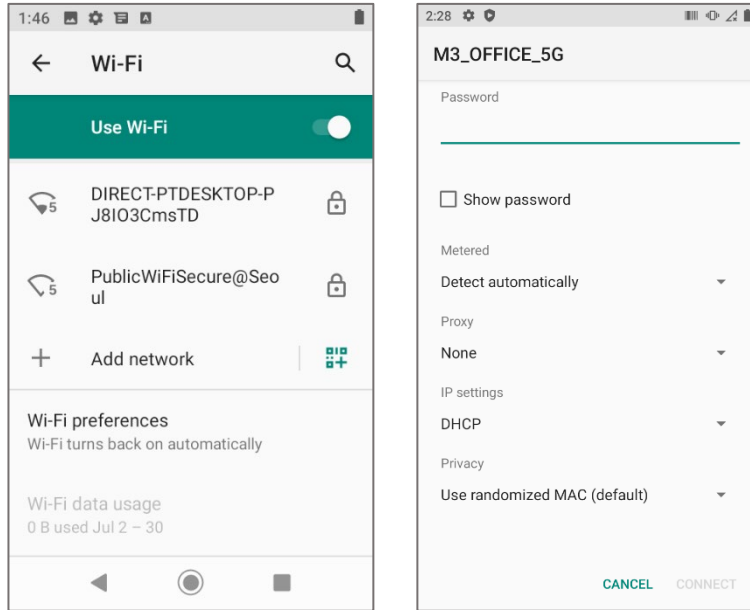 1:46
Wi-Fi
Use Wi-Fi
5
DIRECT-PTDESKTOP-P
J8IO3CmsTD
5
PublicWiFiSecure@Seo
ul
Add network
Wi-Fi preferences
Wi-Fi turns back on automatically
Wi-Fi data usage
0 B used Jul 2 – 30
2:28
M3_OFFICE_5G
Password
Show password
Metered
Detect automatically
Proxy
None
IP settings
DHCP
Privacy
Use randomized MAC (default)
CANCEL CONNECT